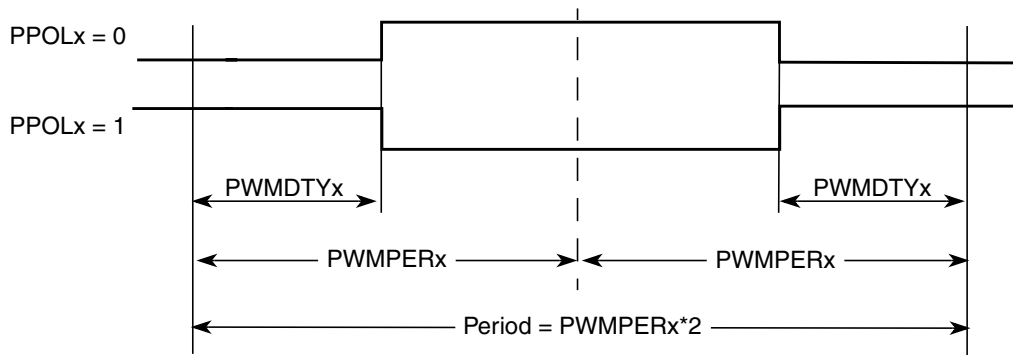 PPOLx = 0
PPOLx = 1
PWMDTYx
PWMDTYx
PWMPERx
PWMPERx
Period = PWMPERx*2